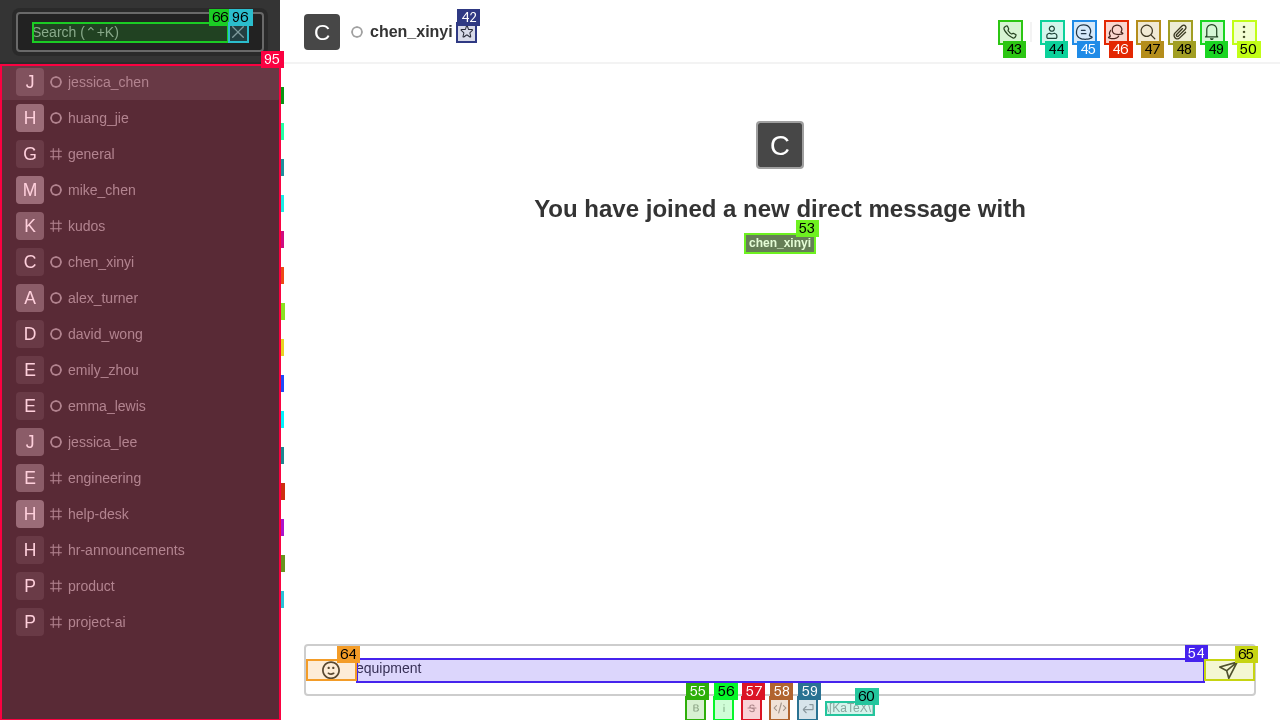 Search (⌃+K)
66
96
95
J jessica_chen
H huang_jie
G general
M mike_chen
K kudos
C chen_xinyi
A alex_turner
D david_wong
E emily_zhou
E emma_lewis
J jessica_lee
E engineering
H help-desk
H hr-announcements
P product
P project-ai
C chen_xinyi
42
43
44
45
46
47
48
49
50
C
You have joined a new direct message with
53
chen_xinyi
64
54
65
equipment
55
56
57
58
59
60
B
i
S
</>
\[KaTeX\]